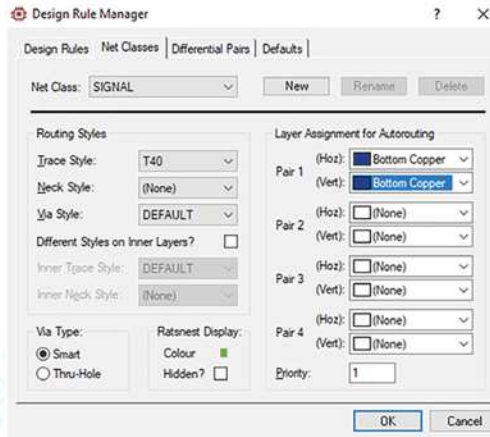 Design Rule Manager ? ×
Design Rules Net Classes Differential Pairs Defaults
Net Class: SIGNAL New Rename Delete
Routing Styles
Trace Style: T40
Neck Style: (None)
Via Style: DEFAULT
Different Styles on Inner Layers?
Inner Trace Style: DEFAULT
Inner Neck Style: (None)
Via Type:
Smart
Thru-Hole
Ratsnest Display:
Colour
Hidden?
Layer Assignment for Autorouting
Pair 1 (Hoz): Bottom Copper
(Vert): Bottom Copper
Pair 2 (Hoz): (None)
(Vert): (None)
Pair 3 (Hoz): (None)
(Vert): (None)
Pair 4 (Hoz): (None)
(Vert): (None)
Priority: 1
OK Cancel